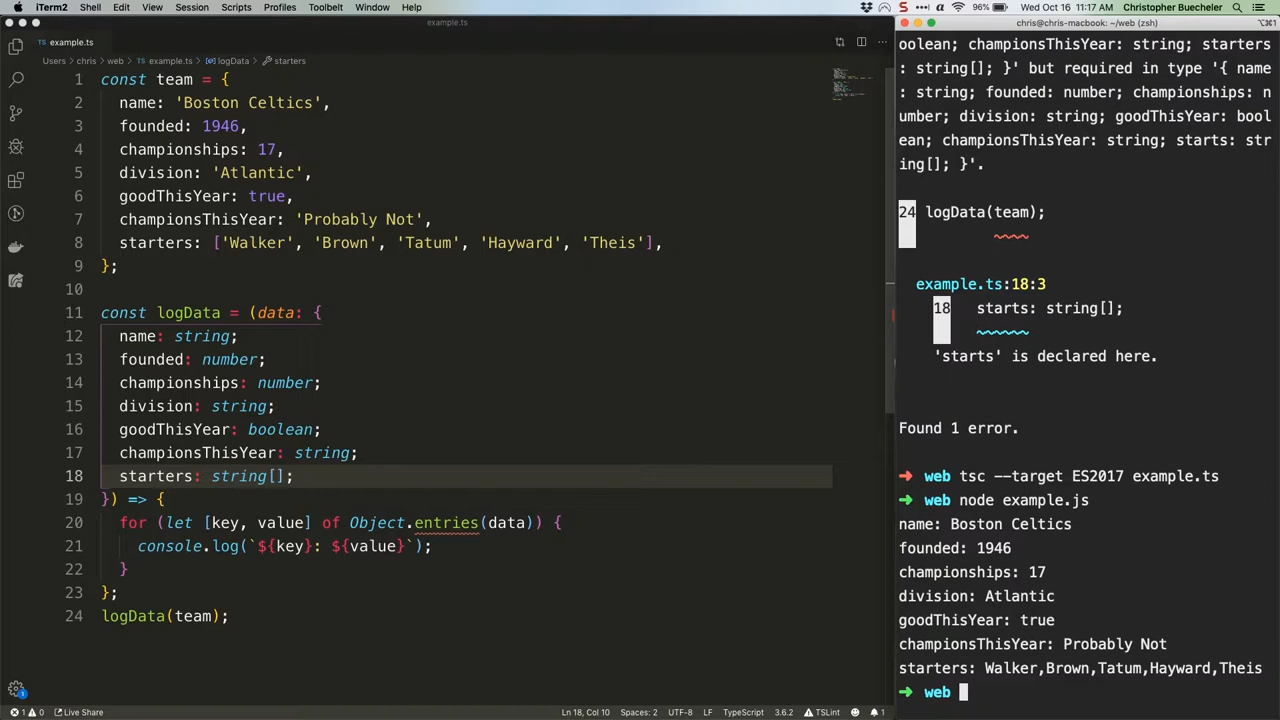 iTerm2 Shell Edit View Session Scripts Profiles Toolbelt Window Help
96% Wed Oct 16 11:17 AM Christopher Buecheler
example.ts
example.ts
Users › chris › web › example.ts › logData › starters
1 const team = {
2 name: 'Boston Celtics',
3 founded: 1946,
4 championships: 17,
5 division: 'Atlantic',
6 goodThisYear: true,
7 championsThisYear: 'Probably Not',
8 starters: ['Walker', 'Brown', 'Tatum', 'Hayward', 'Theis'],
9 };
10
11 const logData = (data: {
12 name: string;
13 founded: number;
14 championships: number;
15 division: string;
16 goodThisYear: boolean;
17 championsThisYear: string;
18 starters: string[];
19 }) => {
20 for (let [key, value] of Object.entries(data)) {
21 console.log(`${key}: ${value}`);
22 }
23 };
24 logData(team);
1 0 Live Share Ln 18, Col 10 Spaces: 2 UTF-8 LF TypeScript 3.6.2 TSLint 1
chris@chris-macbook: ~/web (zsh) ⌥⌘1
oolean; championsThisYear: string; starters
: string[]; }' but required in type '{ name
: string; founded: number; championships: n
umber; division: string; goodThisYear: bool
ean; championsThisYear: string; starts: str
ing[]; }'.
24 logData(team);
example.ts:18:3
18 starts: string[];
'starts' is declared here.
Found 1 error.
➜ web tsc --target ES2017 example.ts
➜ web node example.js
name: Boston Celtics
founded: 1946
championships: 17
division: Atlantic
goodThisYear: true
championsThisYear: Probably Not
starters: Walker,Brown,Tatum,Hayward,Theis
➜ web